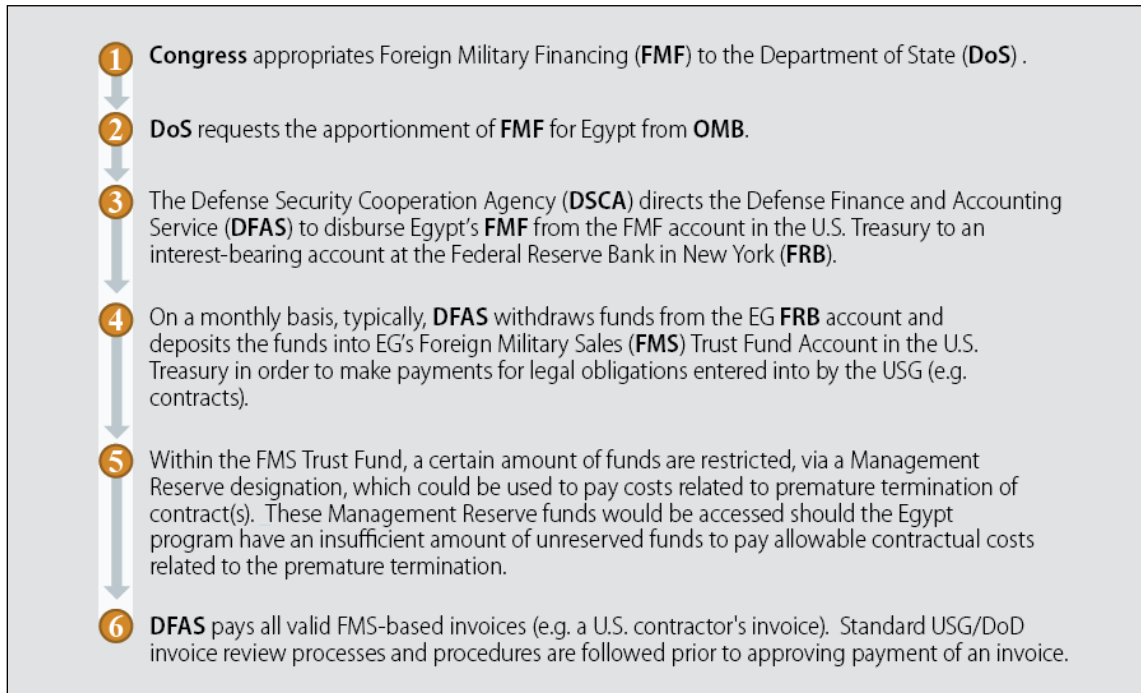 1 Congress appropriates Foreign Military Financing (FMF) to the Department of State (DoS) .
2 DoS requests the apportionment of FMF for Egypt from OMB.
3 The Defense Security Cooperation Agency (DSCA) directs the Defense Finance and Accounting
Service (DFAS) to disburse Egypt's FMF from the FMF account in the U.S. Treasury to an
interest-bearing account at the Federal Reserve Bank in New York (FRB).
4 On a monthly basis, typically, DFAS withdraws funds from the EG FRB account and
deposits the funds into EG's Foreign Military Sales (FMS) Trust Fund Account in the U.S.
Treasury in order to make payments for legal obligations entered into by the USG (e.g.
contracts).
5 Within the FMS Trust Fund, a certain amount of funds are restricted, via a Management
Reserve designation, which could be used to pay costs related to premature termination of
contract(s). These Management Reserve funds would be accessed should the Egypt
program have an insufficient amount of unreserved funds to pay allowable contractual costs
related to the premature termination.
6 DFAS pays all valid FMS-based invoices (e.g. a U.S. contractor's invoice). Standard USG/DoD
invoice review processes and procedures are followed prior to approving payment of an invoice.